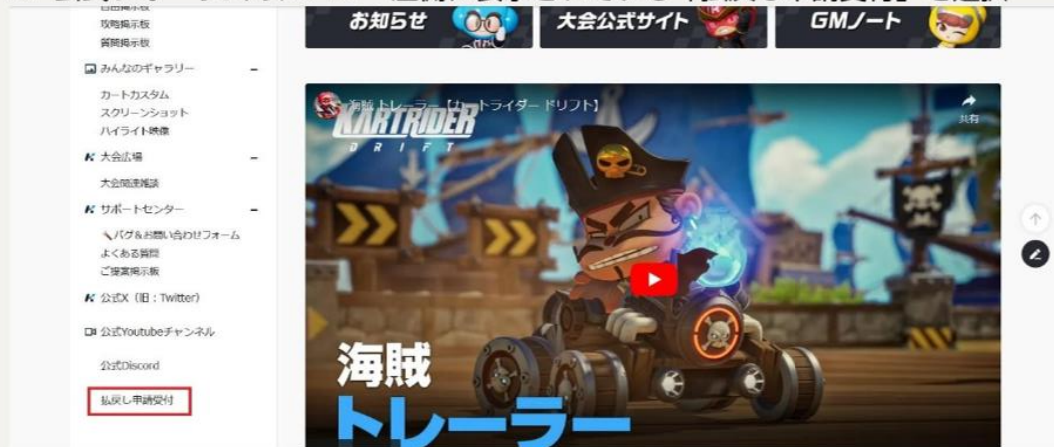 攻略掲示板
質問掲示板
みんなのギャラリー
カートカスタム
スクリーンショット
ハイライト映像
大会広場
大会関連雑談
サポートセンター
バグ&お問い合わせフォーム
よくある質問
ご提案掲示板
公式X（旧：Twitter）
公式Youtubeチャンネル
公式Discord
払戻し申請受付
お知らせ
大会公式サイト
GMノート
海賊 トレーラー【カートライダー ドリフト】
共有
KARTRIDER
DRIFT
海賊
トレーラー